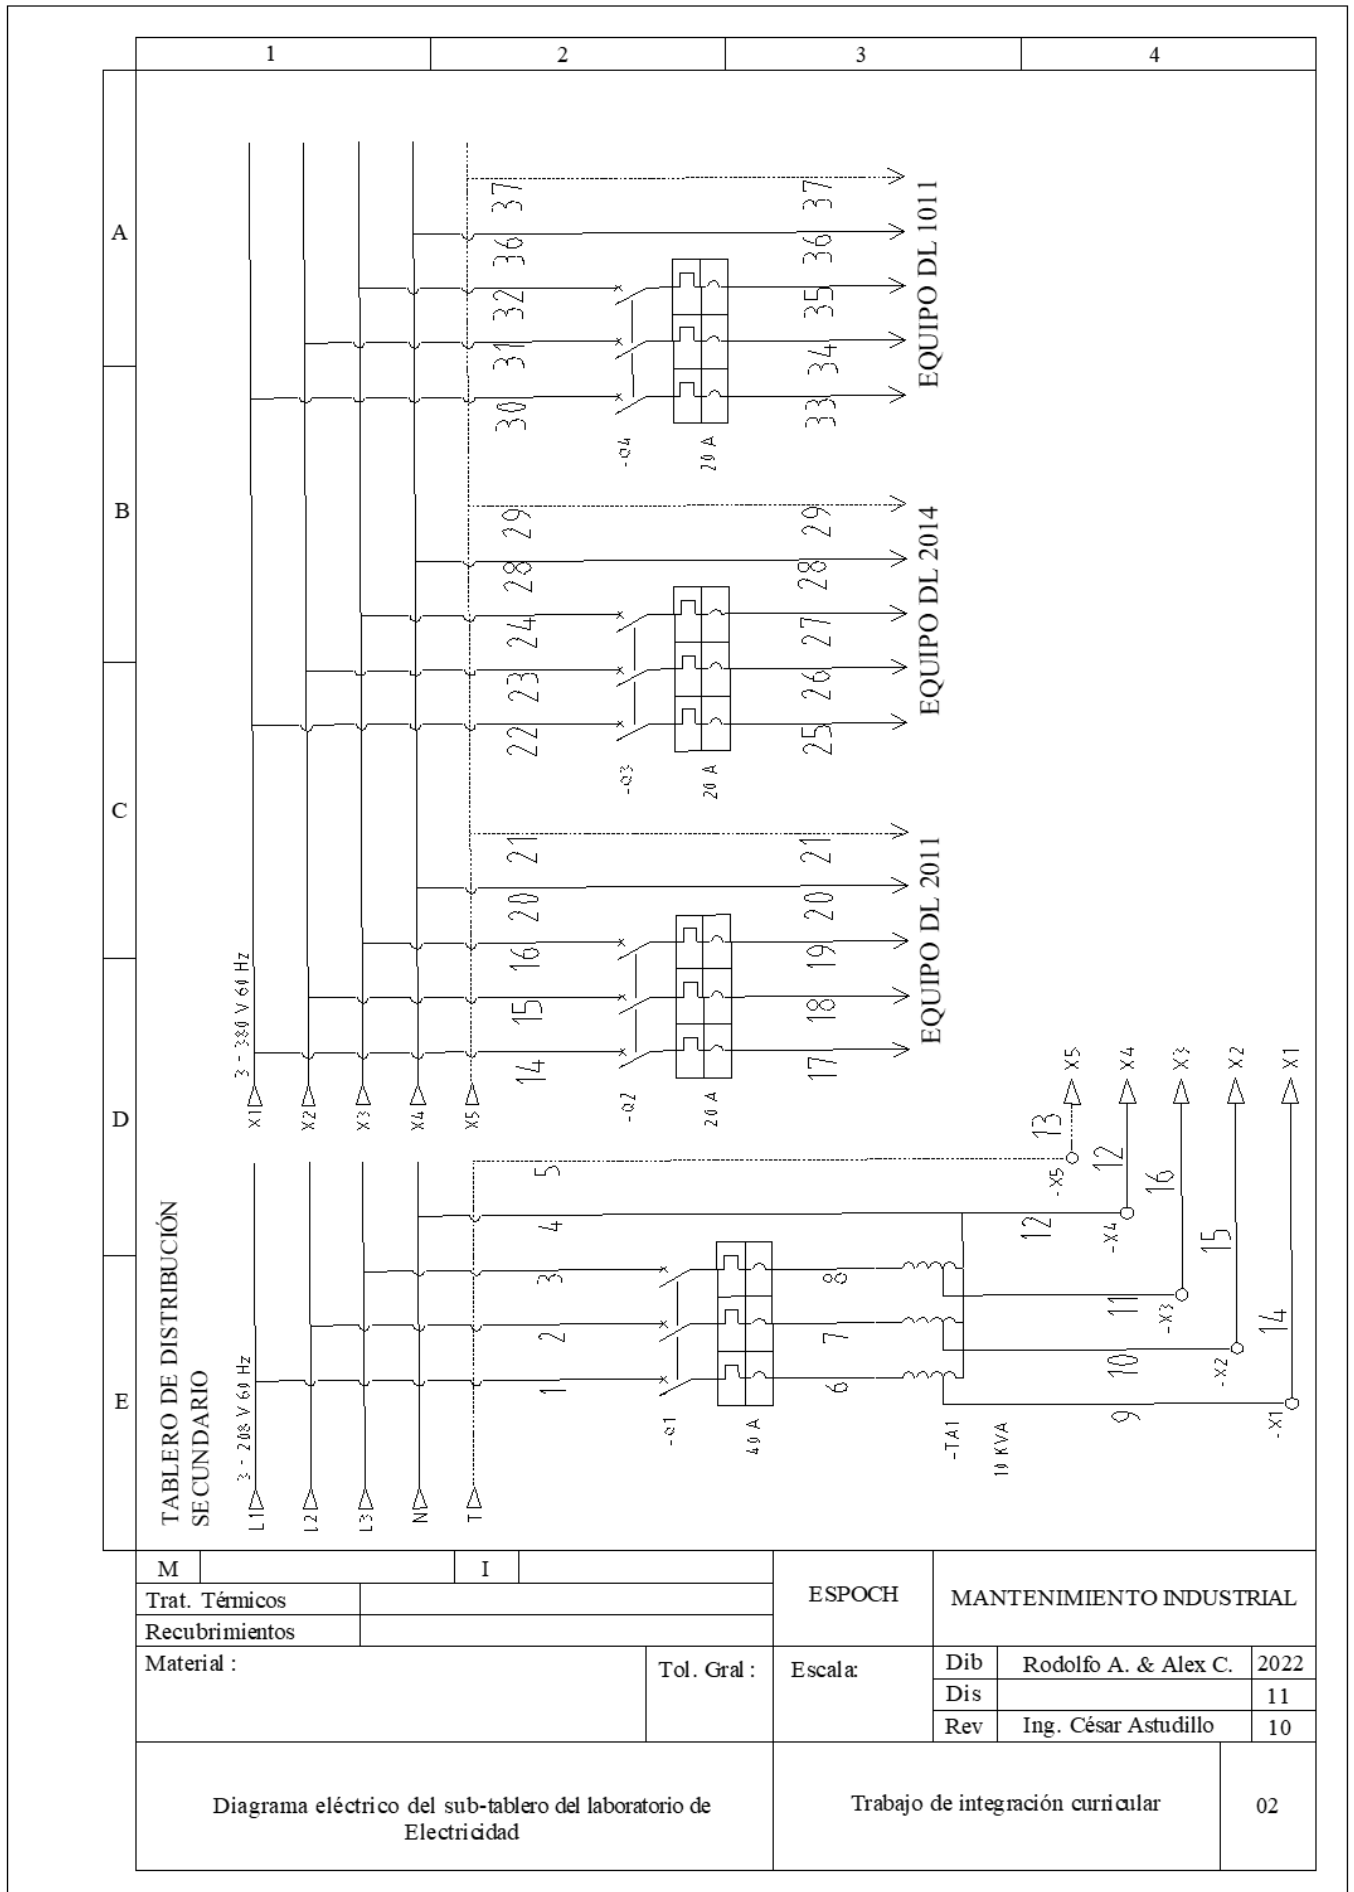 1 2 3 4
A
B
C
D
E
TABLERO DE DISTRIBUCIÓN
SECUNDARIO
3 - 208 V 60 Hz
L1
L2
L3
N
T
1
2
3
4
5
-Q1
40 A
6
7
8
-TA1
10 KVA
9
10
11
12
-X1
-X2
-X3
-X4
-X5
14
15
16
12
13
X1
X2
X3
X4
X5
3 - 380 V 60 Hz
X1
X2
X3
X4
X5
14
15
16
20
21
-Q2
20 A
17
18
19
20
21
EQUIPO DL 2011
22
23
24
28
29
-Q3
20 A
25
26
27
28
29
EQUIPO DL 2014
30
31
32
36
37
-Q4
20 A
33
34
35
36
37
EQUIPO DL 1011
M I
Trat. Térmicos
Recubrimientos
Material :
Tol. Gral :
ESPOCH
MANTENIMIENTO INDUSTRIAL
Escala:
Dib Rodolfo A. & Alex C. 2022
Dis 11
Rev Ing. César Astudillo 10
Diagrama eléctrico del sub-tablero del laboratorio de
Electricidad
Trabajo de integración curricular
02